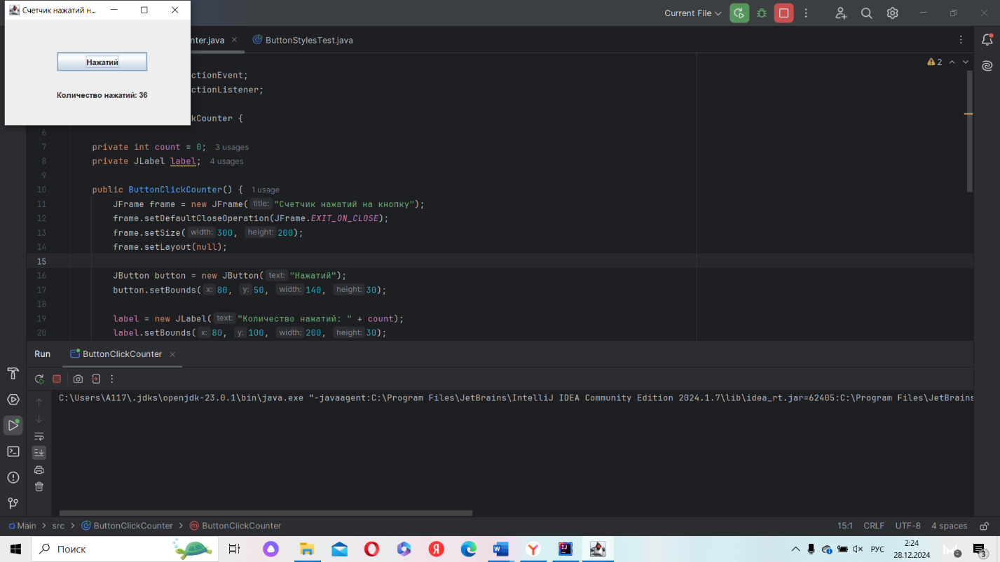 Счетчик нажатий н...
Current File
Нажатий
Количество нажатий: 36
nter.java
ButtonStylesTest.java
2
ctionEvent;
ctionListener;
kCounter {
6
7 private int count = 0; 3 usages
8 private JLabel label; 4 usages
9
10 public ButtonClickCounter() { 1 usage
11 JFrame frame = new JFrame( title: "Счетчик нажатий на кнопку");
12 frame.setDefaultCloseOperation(JFrame.EXIT_ON_CLOSE);
13 frame.setSize( width: 300, height: 200);
14 frame.setLayout(null);
15
16 JButton button = new JButton( text: "Нажатий");
17 button.setBounds( x: 80, y: 50, width: 140, height: 30);
18
19 label = new JLabel( text: "Количество нажатий: " + count);
20 label.setBounds( x: 80, y: 100, width: 200, height: 30);
Run ButtonClickCounter
C:\Users\A117\.jdks\openjdk-23.0.1\bin\java.exe "-javaagent:C:\Program Files\JetBrains\IntelliJ IDEA Community Edition 2024.1.7\lib\idea_rt.jar=62405:C:\Program Files\JetBrains
Main > src > ButtonClickCounter > ButtonClickCounter
15:1 CRLF UTF-8 4 spaces
Поиск
РУС
2:24
28.12.2024
3